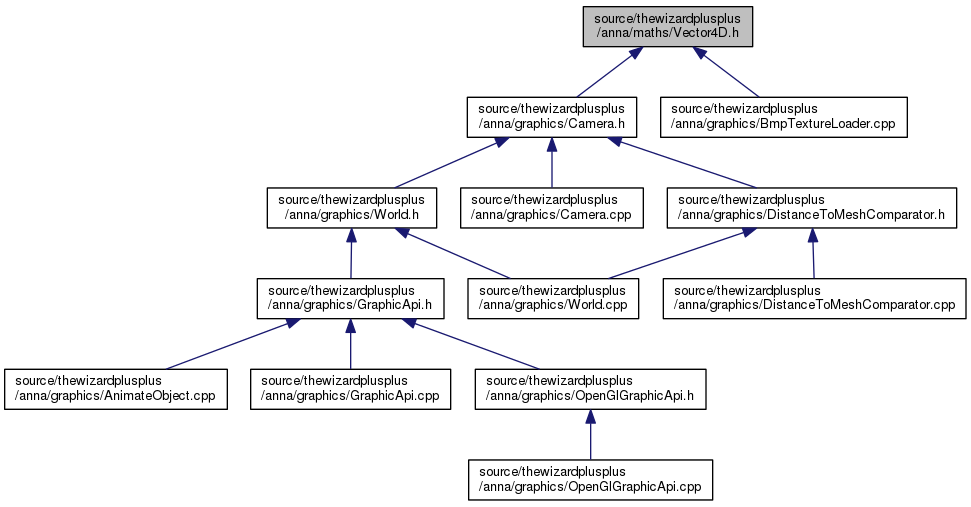 source/thewizardplusplus
/anna/maths/Vector4D.h
source/thewizardplusplus
/anna/graphics/Camera.h
source/thewizardplusplus
/anna/graphics/BmpTextureLoader.cpp
source/thewizardplusplus
/anna/graphics/World.h
source/thewizardplusplus
/anna/graphics/Camera.cpp
source/thewizardplusplus
/anna/graphics/DistanceToMeshComparator.h
source/thewizardplusplus
/anna/graphics/GraphicApi.h
source/thewizardplusplus
/anna/graphics/World.cpp
source/thewizardplusplus
/anna/graphics/DistanceToMeshComparator.cpp
source/thewizardplusplus
/anna/graphics/AnimateObject.cpp
source/thewizardplusplus
/anna/graphics/GraphicApi.cpp
source/thewizardplusplus
/anna/graphics/OpenGlGraphicApi.h
source/thewizardplusplus
/anna/graphics/OpenGlGraphicApi.cpp